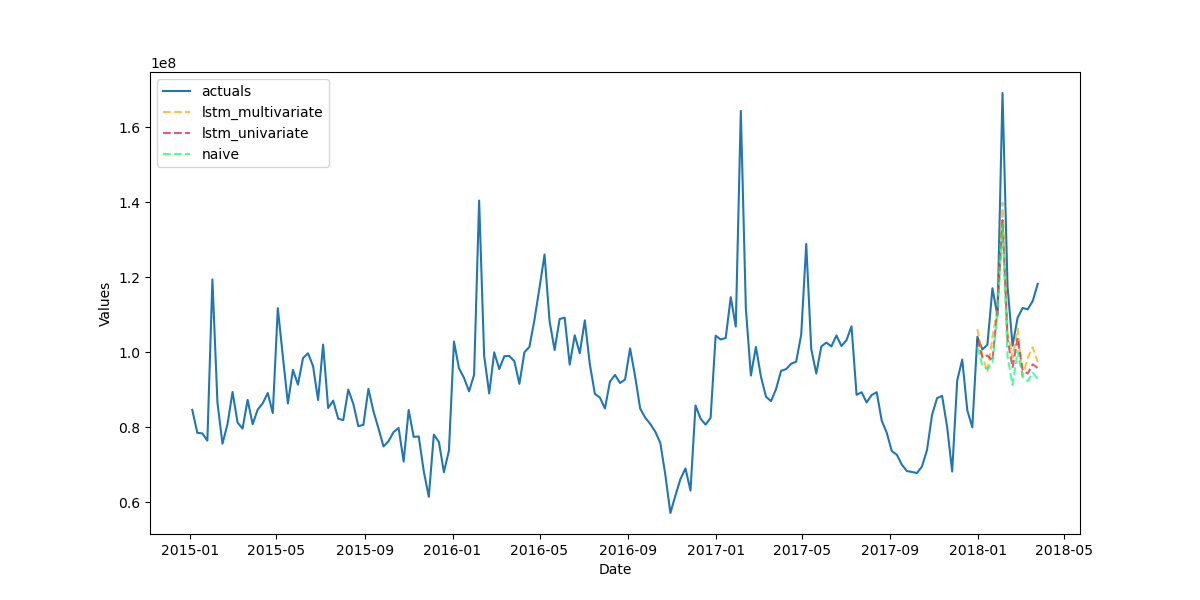 1e8
actuals
lstm_multivariate
lstm_univariate
naive
1.6
1.4
1.2
1.0
0.8
0.6
Values
2015-01 2015-05 2015-09 2016-01 2016-05 2016-09 2017-01 2017-05 2017-09 2018-01 2018-05
Date